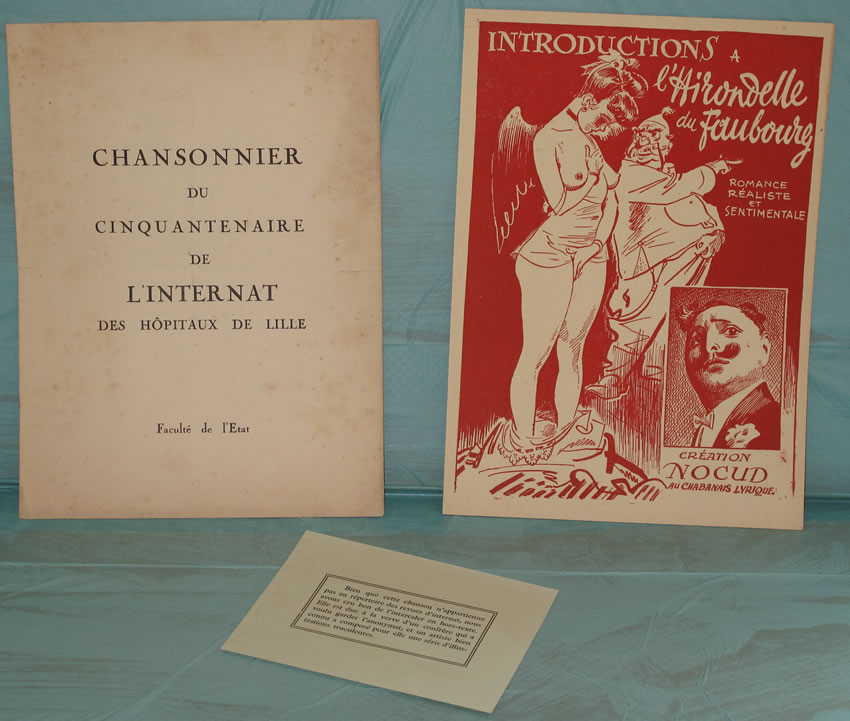 CHANSONNIER
DU
CINQUANTENAIRE
DE
L'INTERNAT
DES HÔPITAUX DE LILLE
Faculté de l'Etat
INTRODUCTIONS A
l'Hirondelle
du Faubourg
ROMANCE
RÉALISTE
ET
SENTIMENTALE
CRÉATION
NOCUD
AU CHABANAIS LYRIQUE
Bien que cette chanson n'appartienne
pas au répertoire des revues d'internat, nous
avons cru bon de l'intercaler en hors-texte.
Elle est due à la verve d'un confrère qui a
voulu garder l'anonymat, et un artiste bien
connu a composé pour elle une série d'illus-
trations truculentes.